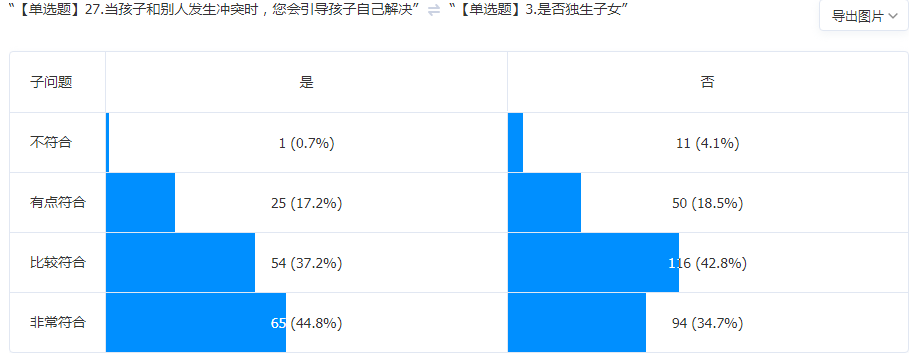 “【单选题】27.当孩子和别人发生冲突时，您会引导孩子自己解决” ⇌ “【单选题】3.是否独生子女”
导出图片
子问题 是 否
不符合 1 (0.7%) 11 (4.1%)
有点符合 25 (17.2%) 50 (18.5%)
比较符合 54 (37.2%) 116 (42.8%)
非常符合 65 (44.8%) 94 (34.7%)